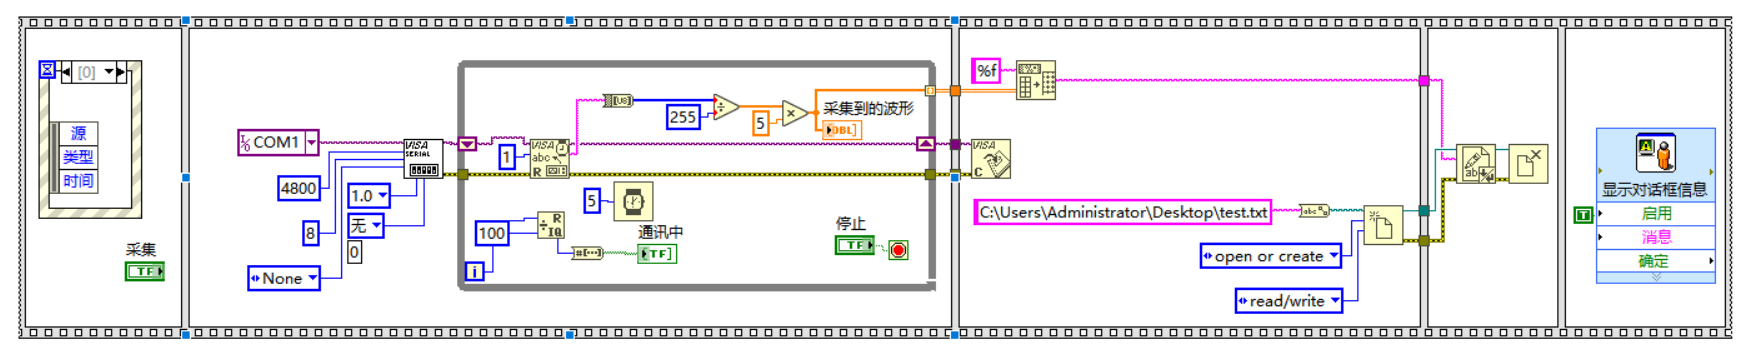 [0]
源
类型
时间
采集
TF
COM1
4800
8
None
1.0
无
0
VISA
SERIAL
1
VISA
abc
R
[U8]
255
÷
5
×
采集到的波形
DBL]
5
100
R
IQ
i
#[...]
通讯中
TF]
停止
TF
%f
VISA
C
C:\Users\Administrator\Desktop\test.txt
open or create
read/write
ab
T
显示对话框信息
启用
消息
确定